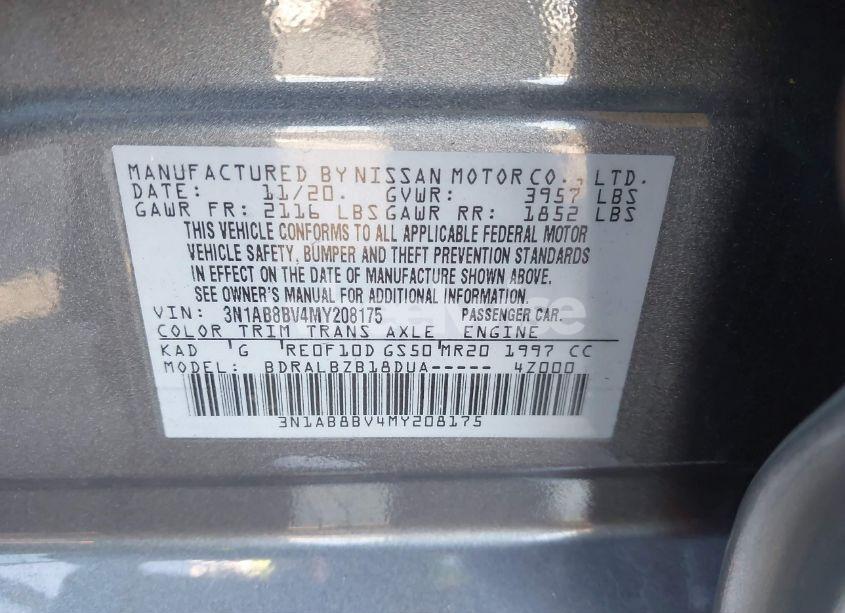 MANUFACTURED BY NISSAN MOTOR CO., LTD.
DATE: 11/20. GVWR: 3957 LBS
GAWR FR: 2116 LBS GAWR RR: 1852 LBS
THIS VEHICLE CONFORMS TO ALL APPLICABLE FEDERAL MOTOR
VEHICLE SAFETY, BUMPER AND THEFT PREVENTION STANDARDS
IN EFFECT ON THE DATE OF MANUFACTURE SHOWN ABOVE.
SEE OWNER'S MANUAL FOR ADDITIONAL INFORMATION.
VIN: 3N1AB8BV4MY208175 PASSENGER CAR.
COLOR TRIM TRANS AXLE ENGINE
KAD G RE0F10D GS50 MR20 1997 CC
MODEL: BDRALBZB18DUA----- 4Z000
3N1AB8BV4MY208175